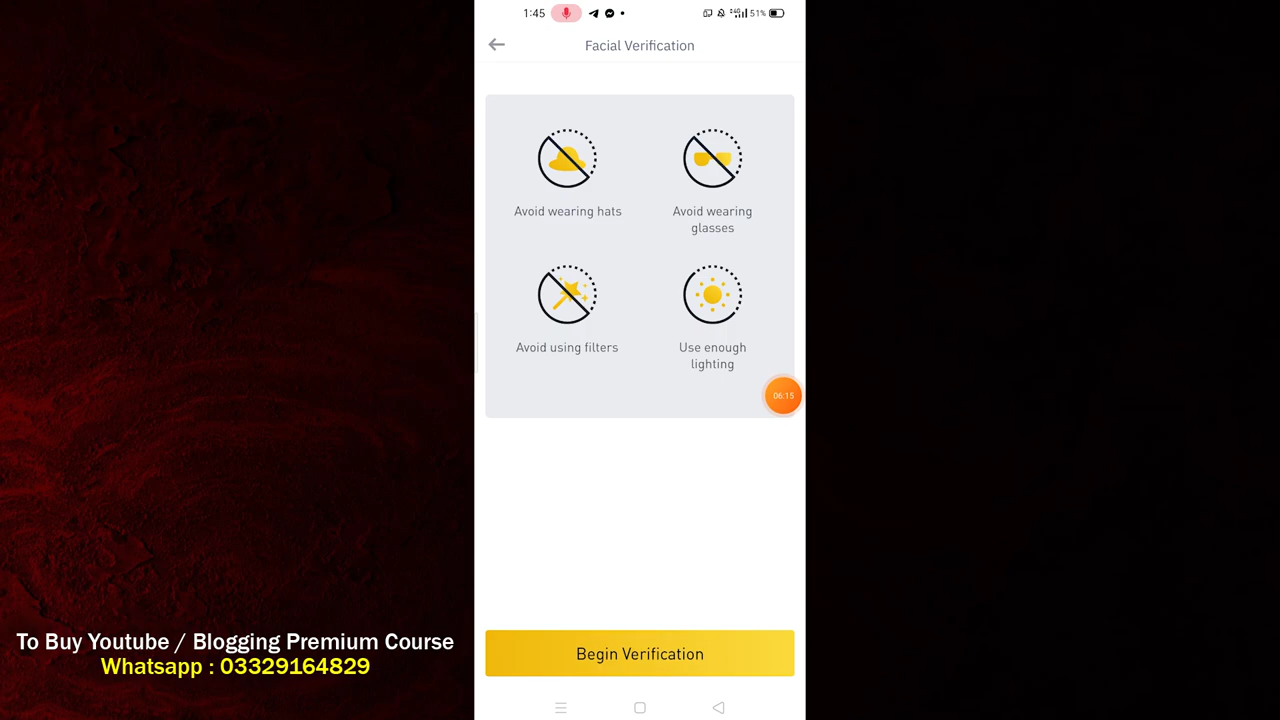 1:45
51%
Facial Verification
Avoid wearing hats
Avoid wearing
glasses
Avoid using filters
Use enough
lighting
06:15
To Buy Youtube / Blogging Premium Course
Whatsapp : 03329164829
Begin Verification